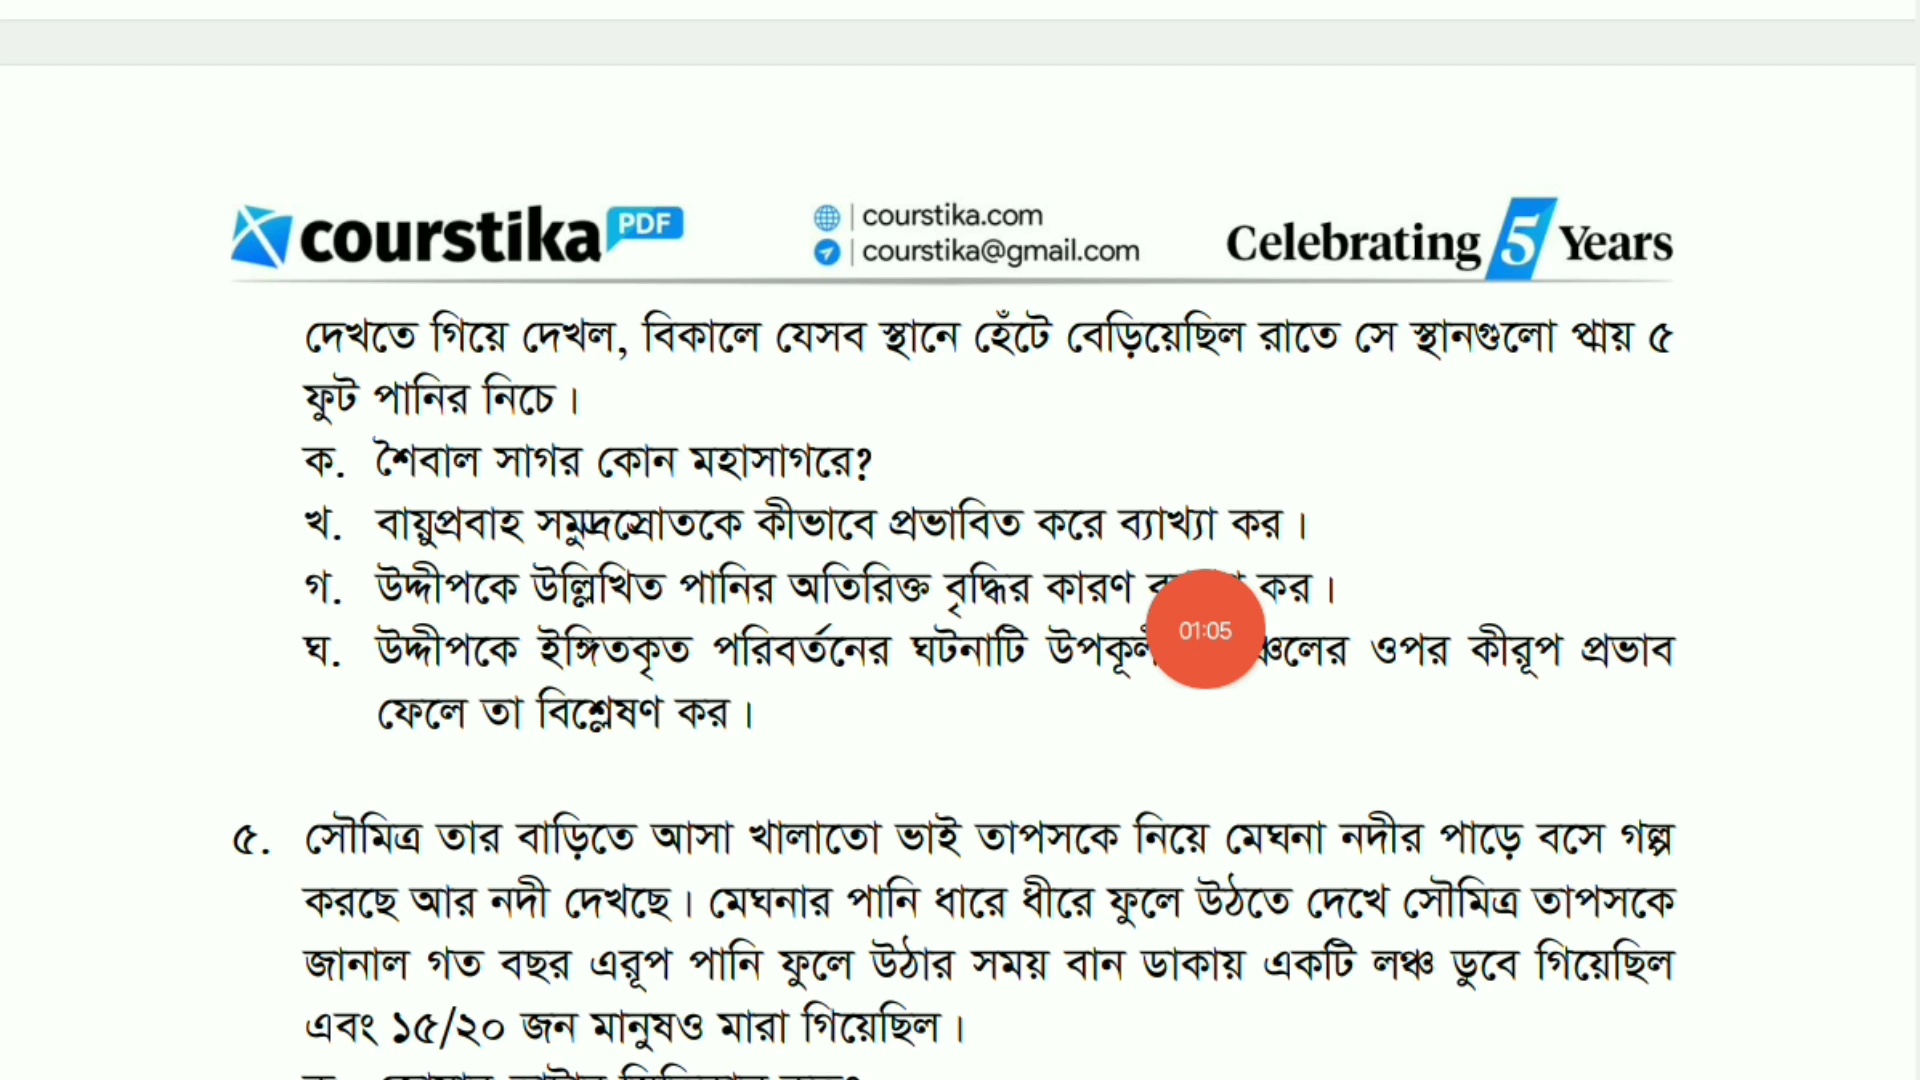 courstika PDF
courstika.com
courstika@gmail.com
Celebrating 5 Years
দেখতে গিয়ে দেখল, বিকালে যেসব স্থানে হেঁটে বেড়িয়েছিল রাতে সে স্থানগুলো প্রায় ৫
ফুট পানির নিচে।
ক. শৈবাল সাগর কোন মহাসাগরে?
খ. বায়ুপ্রবাহ সমুদ্রস্রোতকে কীভাবে প্রভাবিত করে ব্যাখ্যা কর।
গ. উদ্দীপকে উল্লিখিত পানির অতিরিক্ত বৃদ্ধির কারণ কর।
01:05
ঘ. উদ্দীপকে ইঙ্গিতকৃত পরিবর্তনের ঘটনাটি ওপর কীরূপ প্রভাব
ফেলে তা বিশ্লেষণ কর।
৫. সৌমিত্র তার বাড়িতে আসা খালাতো ভাই তাপসকে নিয়ে মেঘনা নদীর পাড়ে বসে গল্প
করছে আর নদী দেখছে। মেঘনার পানি ধারে ধীরে ফুলে উঠতে দেখে সৌমিত্র তাপসকে
জানাল গত বছর এরূপ পানি ফুলে উঠার সময় বান ডাকায় একটি লঞ্চ ডুবে গিয়েছিল
এবং ১৫/২০ জন মানুষও মারা গিয়েছিল।